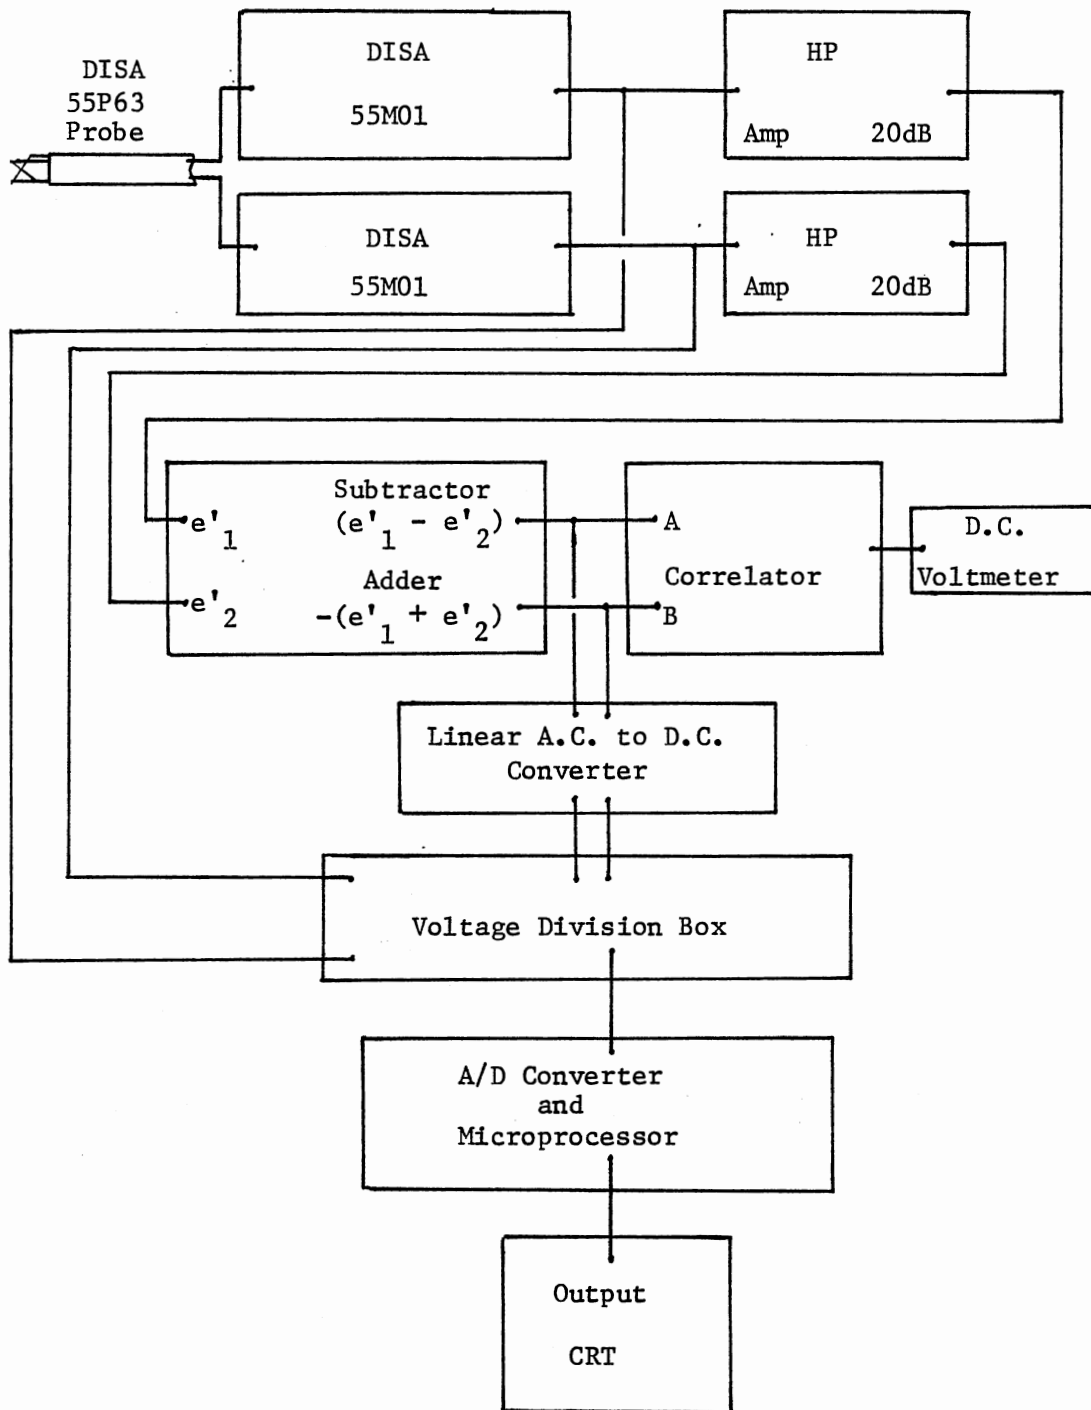 DISA
55P63
Probe
DISA
55M01
HP
Amp 20dB
DISA
55M01
HP
Amp 20dB
Subtractor
e'1 (e'1 - e'2)
Adder
e'2 -(e'1 + e'2)
A
Correlator
B
D.C.
Voltmeter
Linear A.C. to D.C.
Converter
Voltage Division Box
A/D Converter
and
Microprocessor
Output
CRT